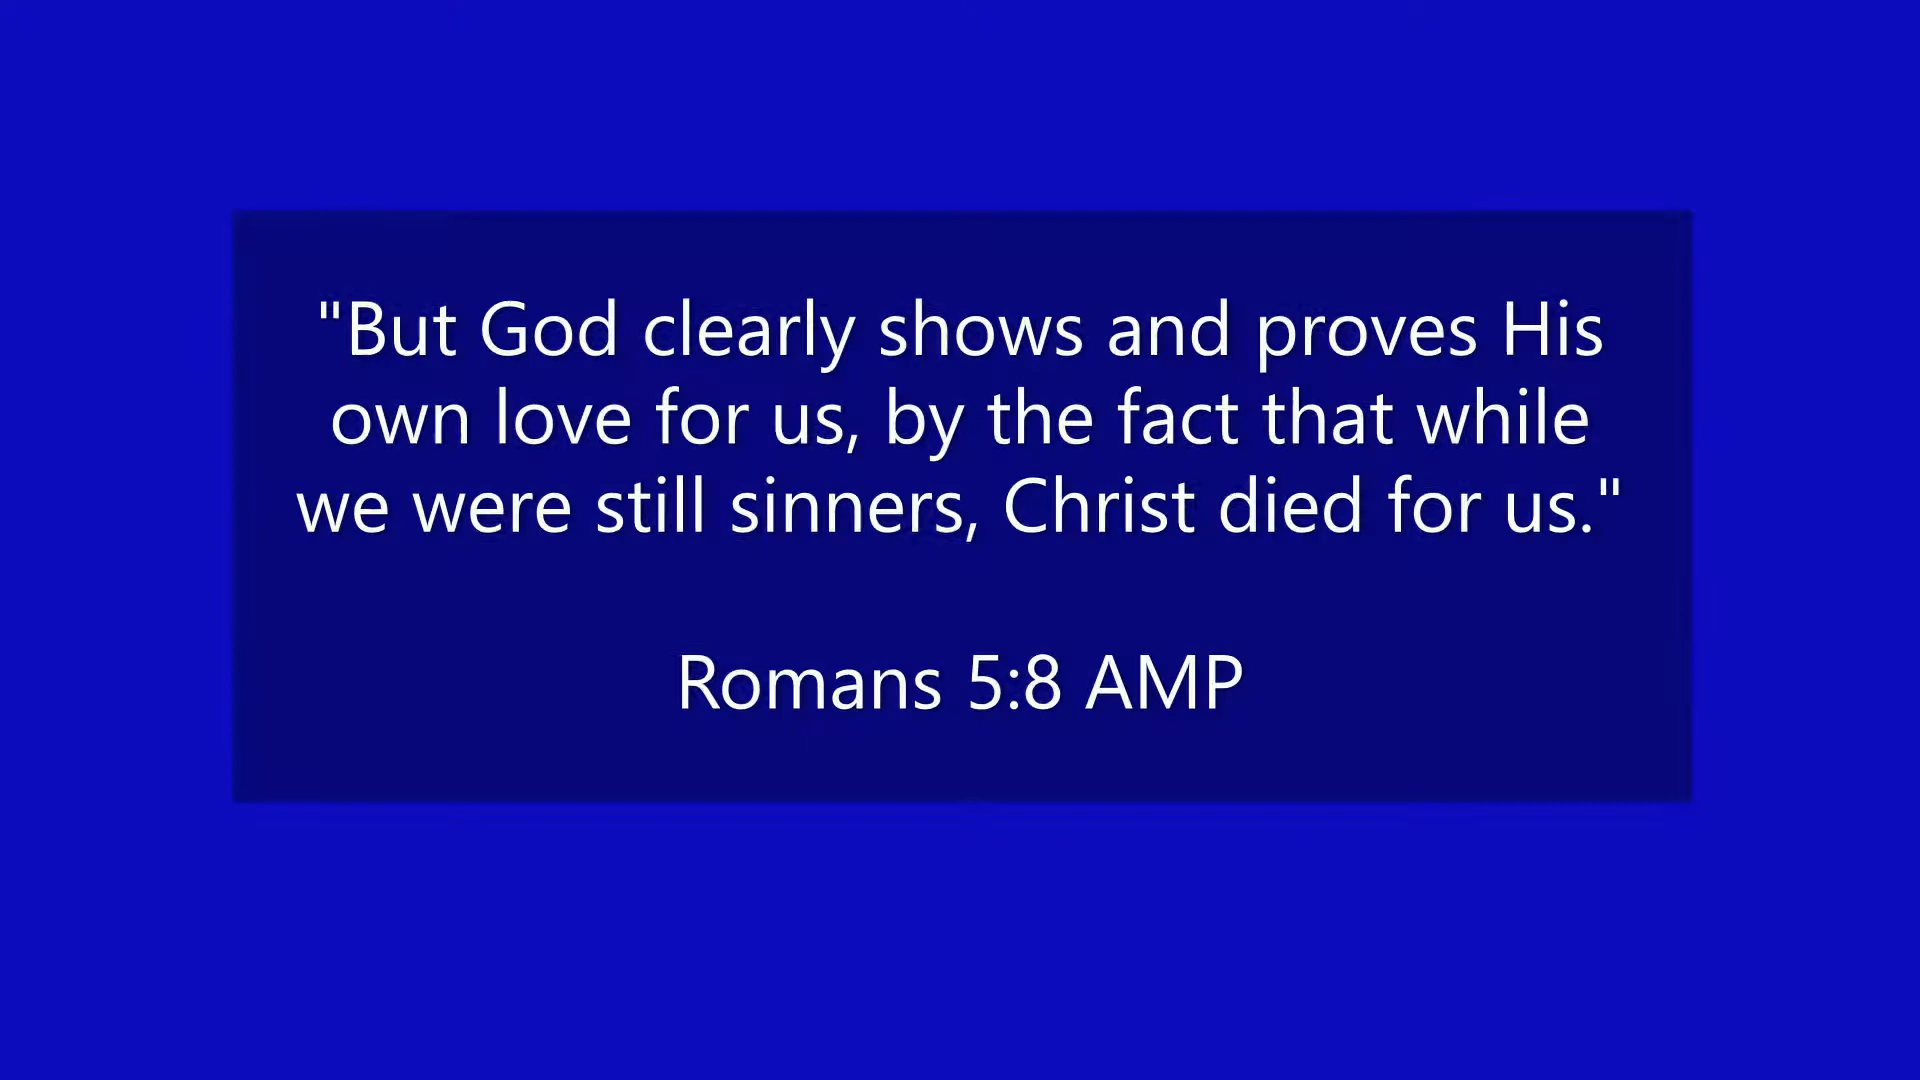 "But God clearly shows and proves His
own love for us, by the fact that while
we were still sinners, Christ died for us."
Romans 5:8 AMP